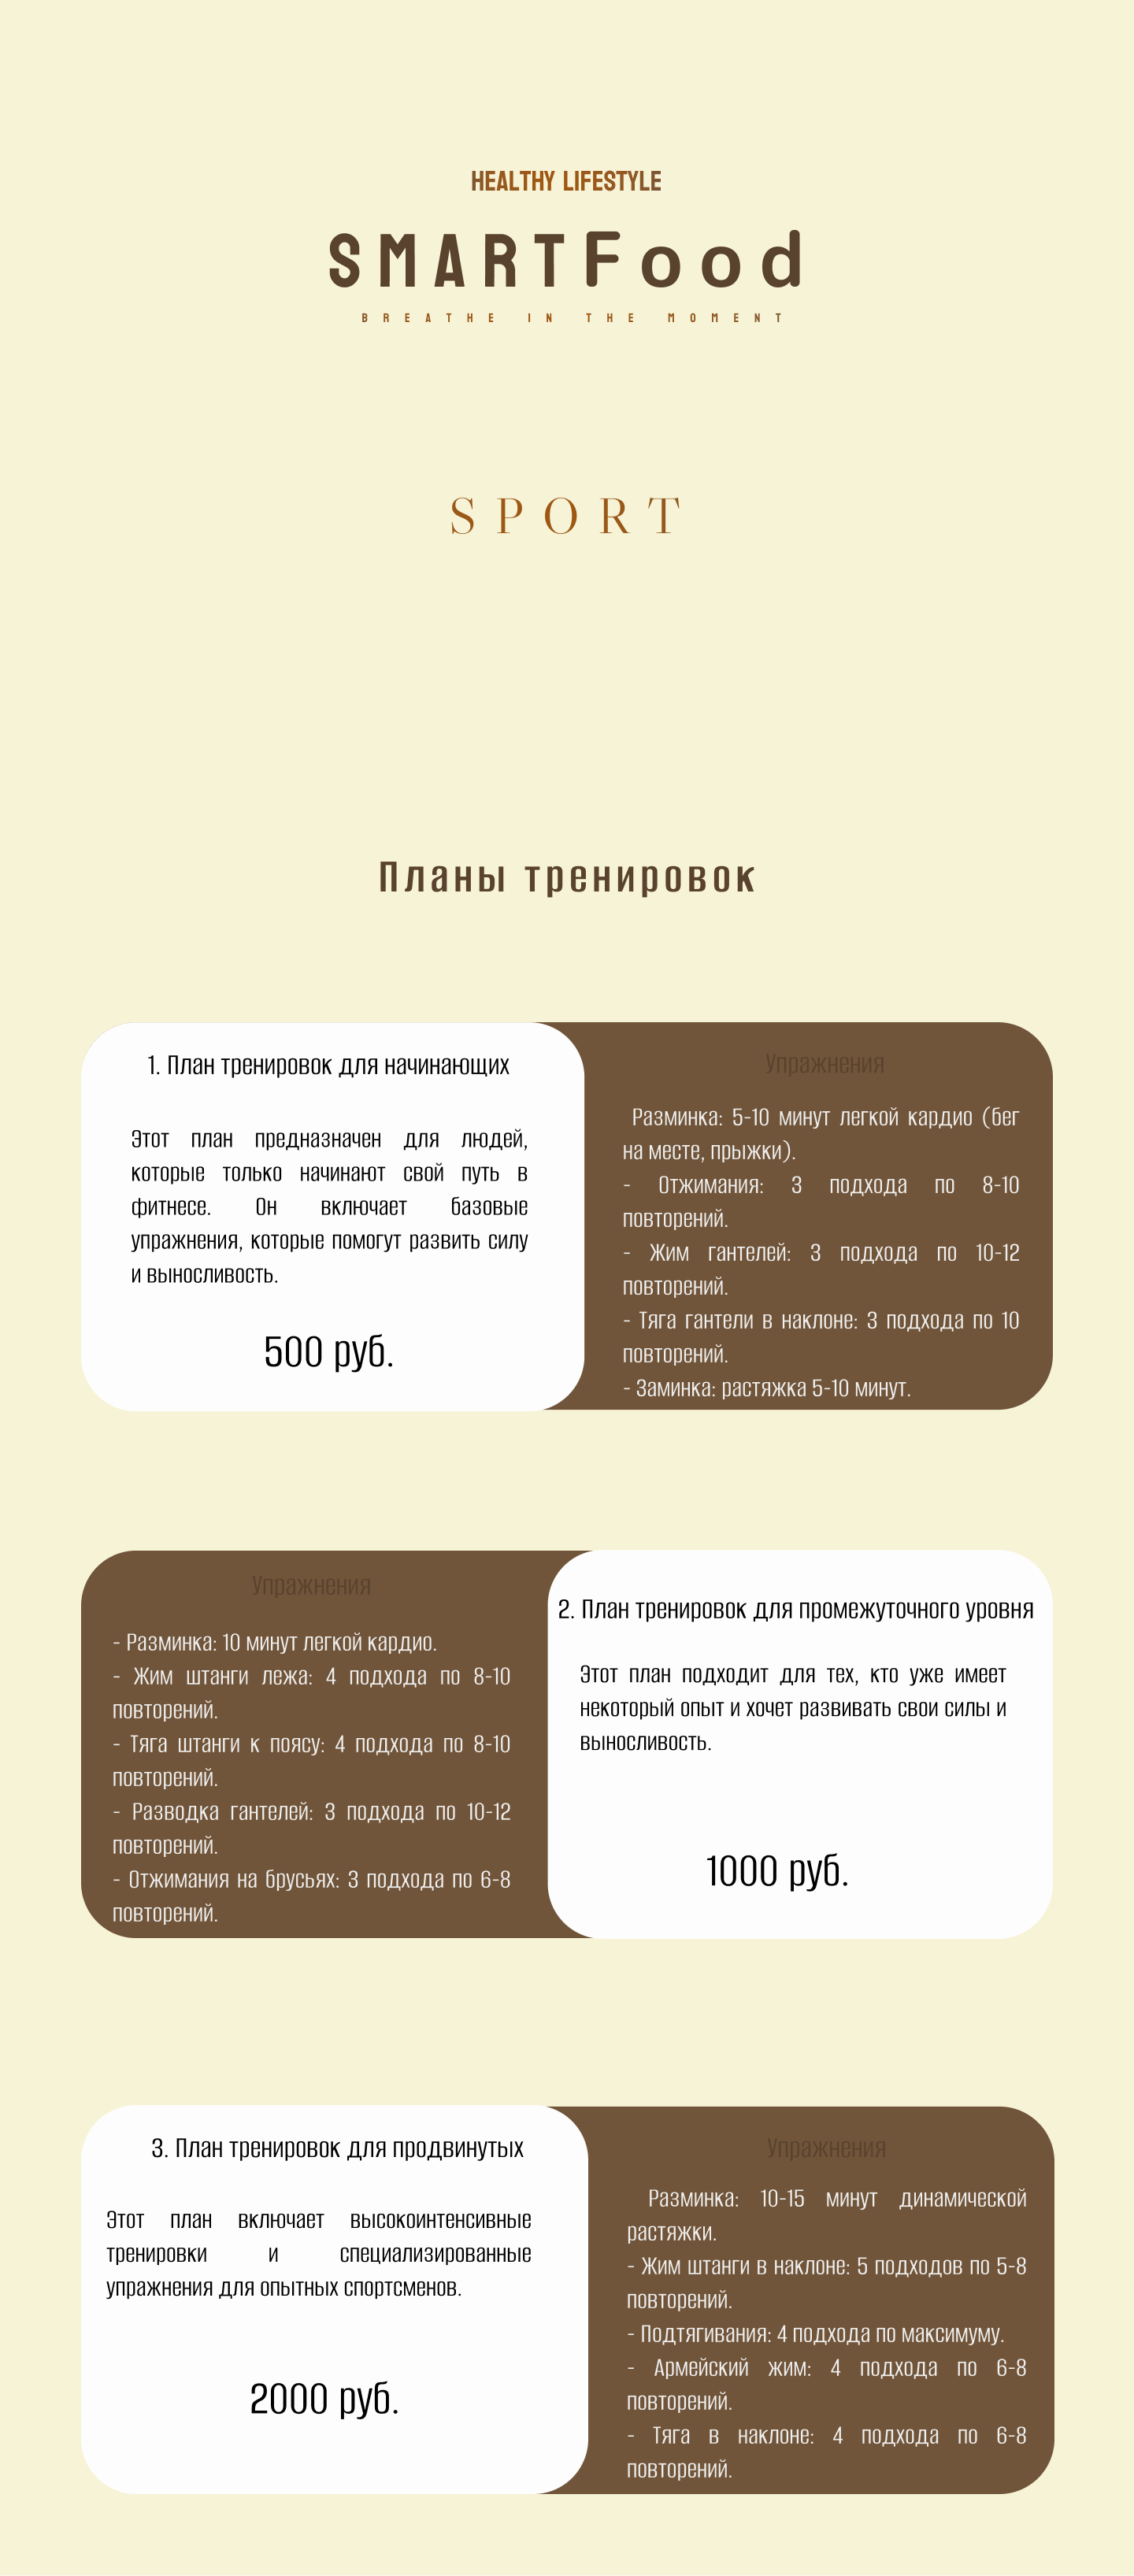 HEALTHY LIFESTYLE
SMARTFood
BREATHE IN THE MOMENT
SPORT
Планы тренировок
1. План тренировок для начинающих
Этот план предназначен для людей,
которые только начинают свой путь в
фитнесе. Он включает базовые
упражнения, которые помогут развить силу
и выносливость.
500 руб.
Упражнения
Разминка: 5-10 минут легкой кардио (бег
на месте, прыжки).
- Отжимания: 3 подхода по 8-10
повторений.
- Жим гантелей: 3 подхода по 10-12
повторений.
- Тяга гантели в наклоне: 3 подхода по 10
повторений.
- Заминка: растяжка 5-10 минут.
Упражнения
- Разминка: 10 минут легкой кардио.
- Жим штанги лежа: 4 подхода по 8-10
повторений.
- Тяга штанги к поясу: 4 подхода по 8-10
повторений.
- Разводка гантелей: 3 подхода по 10-12
повторений.
- Отжимания на брусьях: 3 подхода по 6-8
повторений.
2. План тренировок для промежуточного уровня
Этот план подходит для тех, кто уже имеет
некоторый опыт и хочет развивать свои силы и
выносливость.
1000 руб.
3. План тренировок для продвинутых
Этот план включает высокоинтенсивные
тренировки и специализированные
упражнения для опытных спортсменов.
2000 руб.
Упражнения
Разминка: 10-15 минут динамической
растяжки.
- Жим штанги в наклоне: 5 подходов по 5-8
повторений.
- Подтягивания: 4 подхода по максимуму.
- Армейский жим: 4 подхода по 6-8
повторений.
- Тяга в наклоне: 4 подхода по 6-8
повторений.